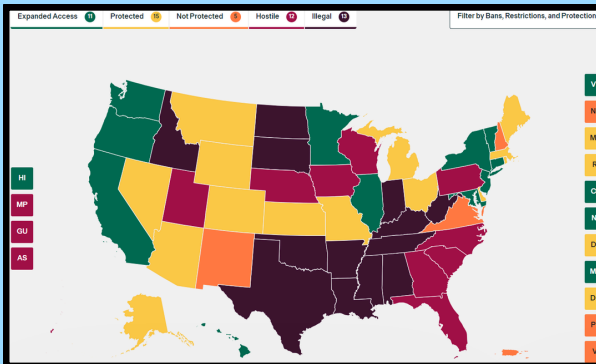 Expanded Access 11 Protected 15 Not Protected 5 Hostile 12 Illegal 13
Filter by Bans, Restrictions, and Protection
HI
MP
GU
AS
V
N
M
R
C
N
D
M
D
P
V